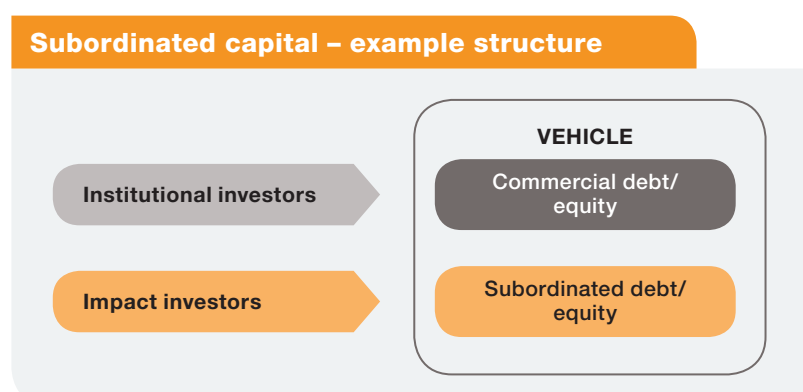 Subordinated capital – example structure
VEHICLE
Institutional investors
Commercial debt/
equity
Impact investors
Subordinated debt/
equity